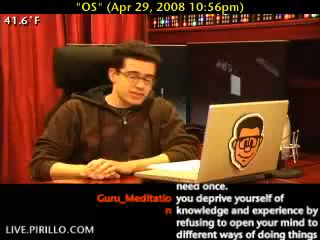 "OS" (Apr 29, 2008 10:56pm)
41.6°F
need once.
Guru_Meditatio
n
you deprive yourself of
knowledge and experience by
refusing to open your mind to
different ways of doing things
LIVE.PIRILLO.COM